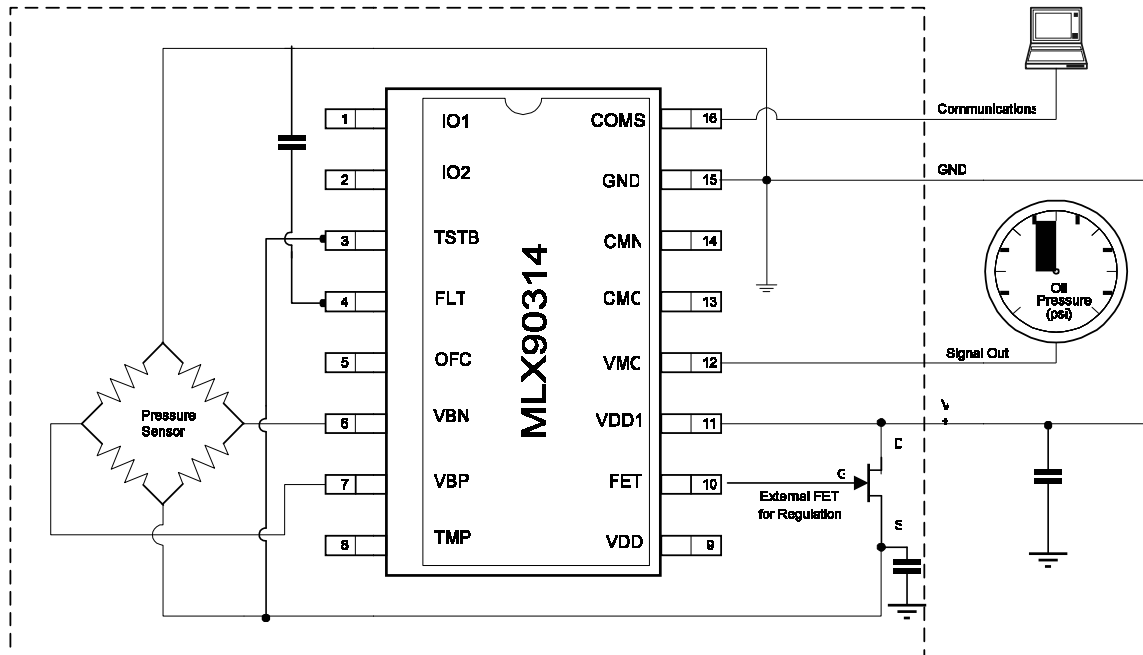 Communications
1 IO1 COMS 16
2 IO2 GND 15
GND
3 TSTB CMN 14
4 FLT CMC 13
5 OFC VMC 12
6 VBN VDD1 11
7 VBP FET 10
8 TMP VDD 9
MLX90314
Pressure
Sensor
Oil
Pressure
(psi)
Signal Out
V
+
D
G
S
External FET
for Regulation